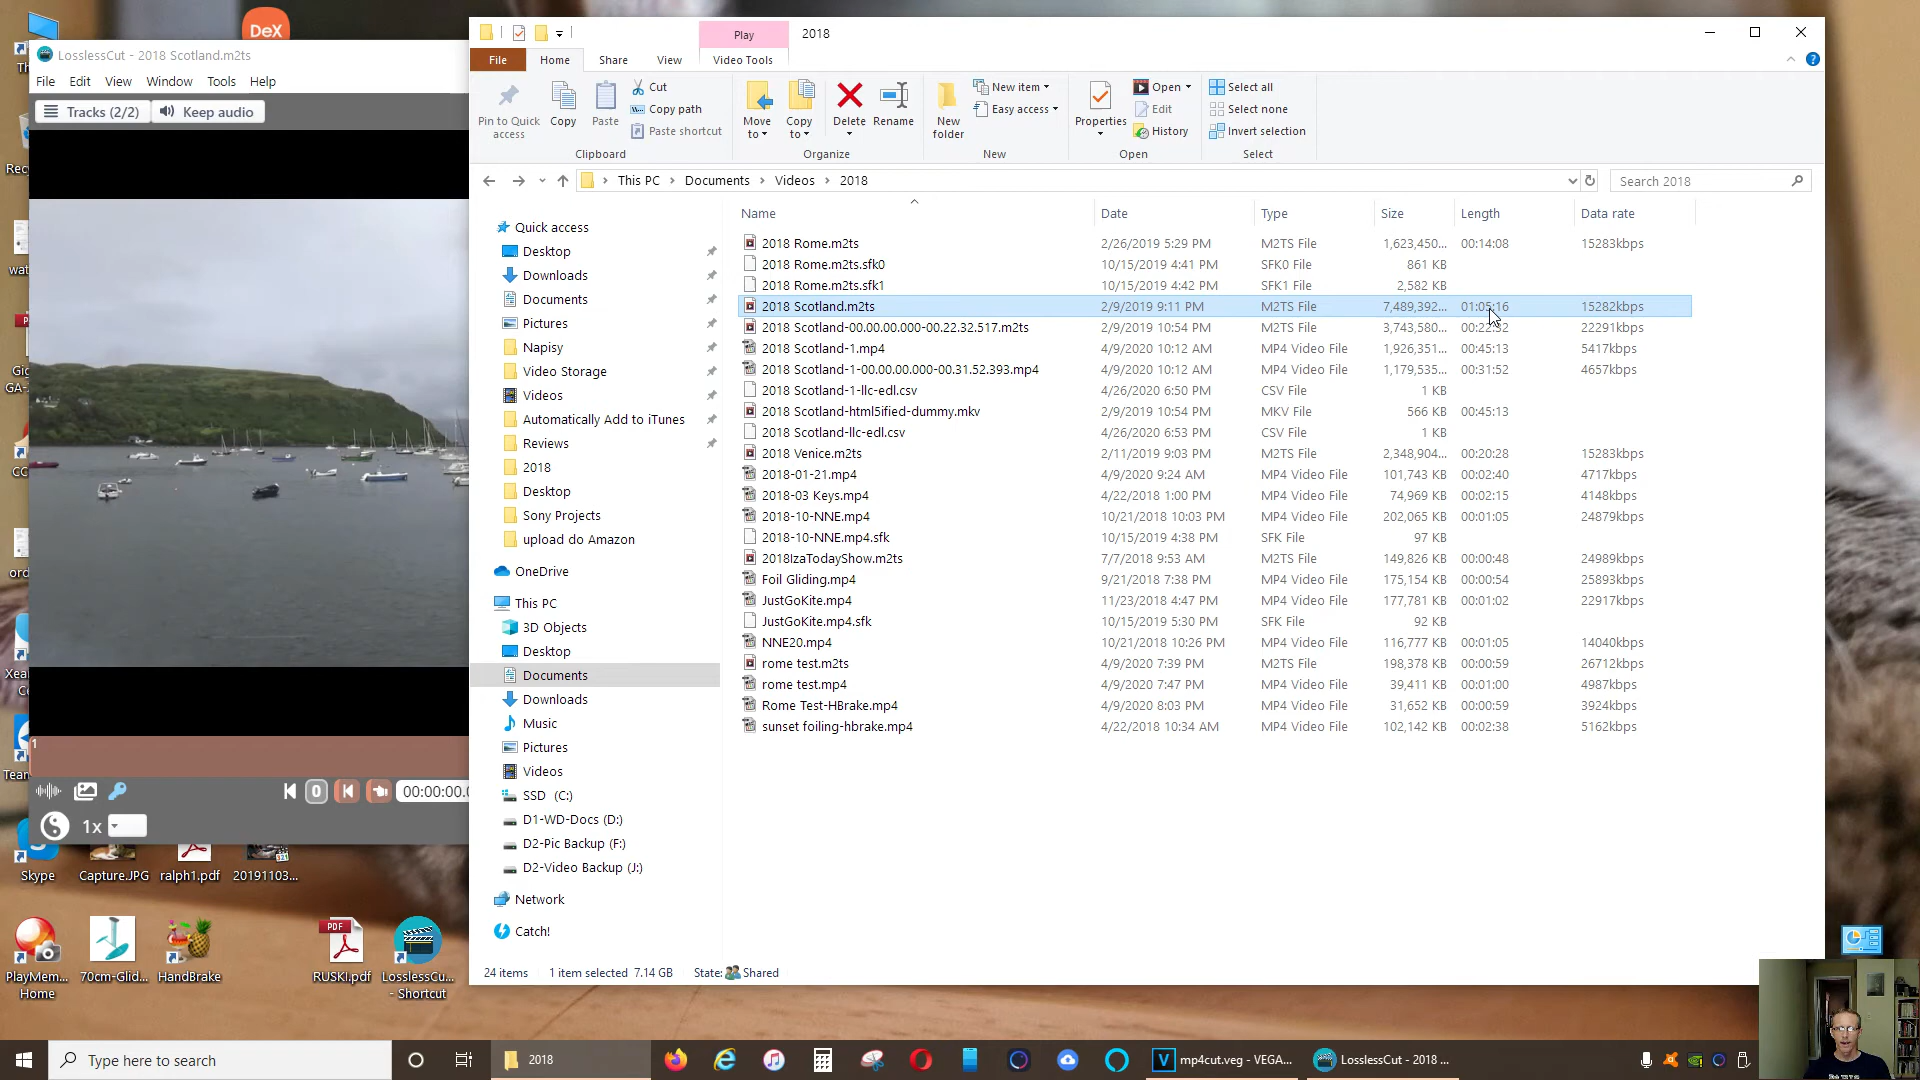 DeX
LosslessCut - 2018 Scotland.m2ts
File Edit View Window Tools Help
Tracks (2/2) Keep audio
1
0
00:00:00.0
1x
Play 2018
File Home Share View Video Tools
Pin to Quick access
Copy
Paste
Cut
Copy path
Paste shortcut
Clipboard
Move to
Copy to
Delete
Rename
Organize
New folder
New item
Easy access
New
Properties
Open
Edit
History
Open
Select all
Select none
Invert selection
Select
This PC Documents Videos 2018
Search 2018
Quick access
Desktop
Downloads
Documents
Pictures
Napisy
Video Storage
Videos
Automatically Add to iTunes
Reviews
2018
Desktop
Sony Projects
upload do Amazon
OneDrive
This PC
3D Objects
Desktop
Documents
Downloads
Music
Pictures
Videos
SSD (C:)
D1-WD-Docs (D:)
D2-Pic Backup (F:)
D2-Video Backup (J:)
Network
Catch!
Name Date Type Size Length Data rate
2018 Rome.m2ts 2/26/2019 5:29 PM M2TS File 1,623,450... 00:14:08 15283kbps
2018 Rome.m2ts.sfk0 10/15/2019 4:41 PM SFK0 File 861 KB
2018 Rome.m2ts.sfk1 10/15/2019 4:42 PM SFK1 File 2,582 KB
2018 Scotland.m2ts 2/9/2019 9:11 PM M2TS File 7,489,392... 01:05:16 15282kbps
2018 Scotland-00.00.00.000-00.22.32.517.m2ts 2/9/2019 10:54 PM M2TS File 3,743,580... 00:22:32 22291kbps
2018 Scotland-1.mp4 4/9/2020 10:12 AM MP4 Video File 1,926,351... 00:45:13 5417kbps
2018 Scotland-1-00.00.00.000-00.31.52.393.mp4 4/9/2020 10:12 AM MP4 Video File 1,179,535... 00:31:52 4657kbps
2018 Scotland-1-llc-edl.csv 4/26/2020 6:50 PM CSV File 1 KB
2018 Scotland-html5ified-dummy.mkv 2/9/2019 10:54 PM MKV File 566 KB 00:45:13
2018 Scotland-llc-edl.csv 4/26/2020 6:53 PM CSV File 1 KB
2018 Venice.m2ts 2/11/2019 9:03 PM M2TS File 2,348,904... 00:20:28 15283kbps
2018-01-21.mp4 4/9/2020 9:24 AM MP4 Video File 101,743 KB 00:02:40 4717kbps
2018-03 Keys.mp4 4/22/2018 1:00 PM MP4 Video File 74,969 KB 00:02:15 4148kbps
2018-10-NNE.mp4 10/21/2018 10:03 PM MP4 Video File 202,065 KB 00:01:05 24879kbps
2018-10-NNE.mp4.sfk 10/15/2019 4:38 PM SFK File 97 KB
2018IzaTodayShow.m2ts 7/7/2018 9:53 AM M2TS File 149,826 KB 00:00:48 24989kbps
Foil Gliding.mp4 9/21/2018 7:38 PM MP4 Video File 175,154 KB 00:00:54 25893kbps
JustGoKite.mp4 11/23/2018 4:47 PM MP4 Video File 177,781 KB 00:01:02 22917kbps
JustGoKite.mp4.sfk 10/15/2019 5:30 PM SFK File 92 KB
NNE20.mp4 10/21/2018 10:26 PM MP4 Video File 116,777 KB 00:01:05 14040kbps
rome test.m2ts 4/9/2020 7:39 PM M2TS File 198,378 KB 00:00:59 26712kbps
rome test.mp4 4/9/2020 7:47 PM MP4 Video File 39,411 KB 00:01:00 4987kbps
Rome Test-HBrake.mp4 4/9/2020 8:03 PM MP4 Video File 31,652 KB 00:00:59 3924kbps
sunset foiling-hbrake.mp4 4/22/2018 10:34 AM MP4 Video File 102,142 KB 00:02:38 5162kbps
24 items 1 item selected 7.14 GB State: Shared
Skype Capture.JPG ralph1.pdf 20191103...
PDF
PlayMem... Home
70cm-Glid...
HandBrake
RUSKI.pdf
LosslessCu... - Shortcut
Type here to search
2018
mp4cut.veg - VEGA...
LosslessCut - 2018 ...